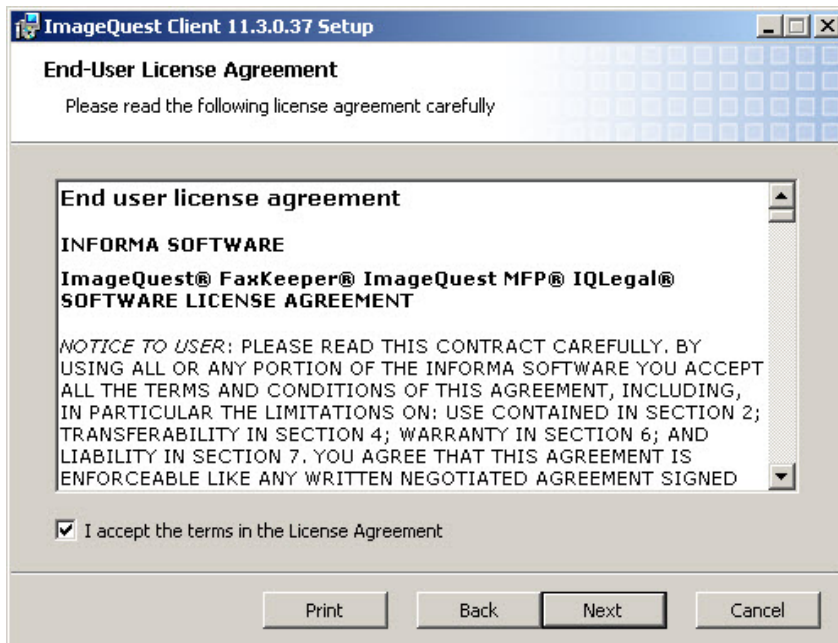 ImageQuest Client 11.3.0.37 Setup
End-User License Agreement
Please read the following license agreement carefully
End user license agreement
INFORMA SOFTWARE
ImageQuest® FaxKeeper® ImageQuest MFP® IQLegal®
SOFTWARE LICENSE AGREEMENT
NOTICE TO USER: PLEASE READ THIS CONTRACT CAREFULLY. BY
USING ALL OR ANY PORTION OF THE INFORMA SOFTWARE YOU ACCEPT
ALL THE TERMS AND CONDITIONS OF THIS AGREEMENT, INCLUDING,
IN PARTICULAR THE LIMITATIONS ON: USE CONTAINED IN SECTION 2;
TRANSFERABILITY IN SECTION 4; WARRANTY IN SECTION 6; AND
LIABILITY IN SECTION 7. YOU AGREE THAT THIS AGREEMENT IS
ENFORCEABLE LIKE ANY WRITTEN NEGOTIATED AGREEMENT SIGNED
I accept the terms in the License Agreement
Print Back Next Cancel